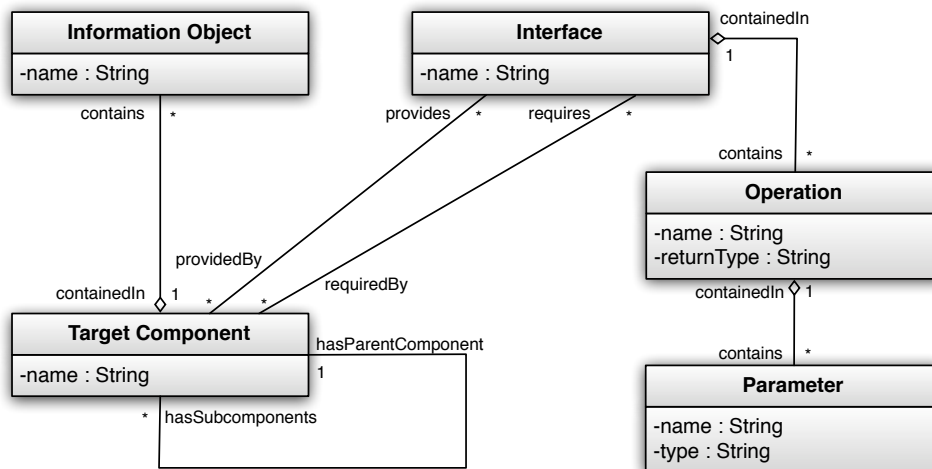 Information Object
-name : String
contains
*
Interface
-name : String
containedIn
1
provides
*
requires
*
contains
*
Operation
-name : String
-returnType : String
providedBy
*
requiredBy
*
containedIn
1
containedIn
1
Target Component
-name : String
hasParentComponent
1
*
hasSubcomponents
contains
*
Parameter
-name : String
-type : String